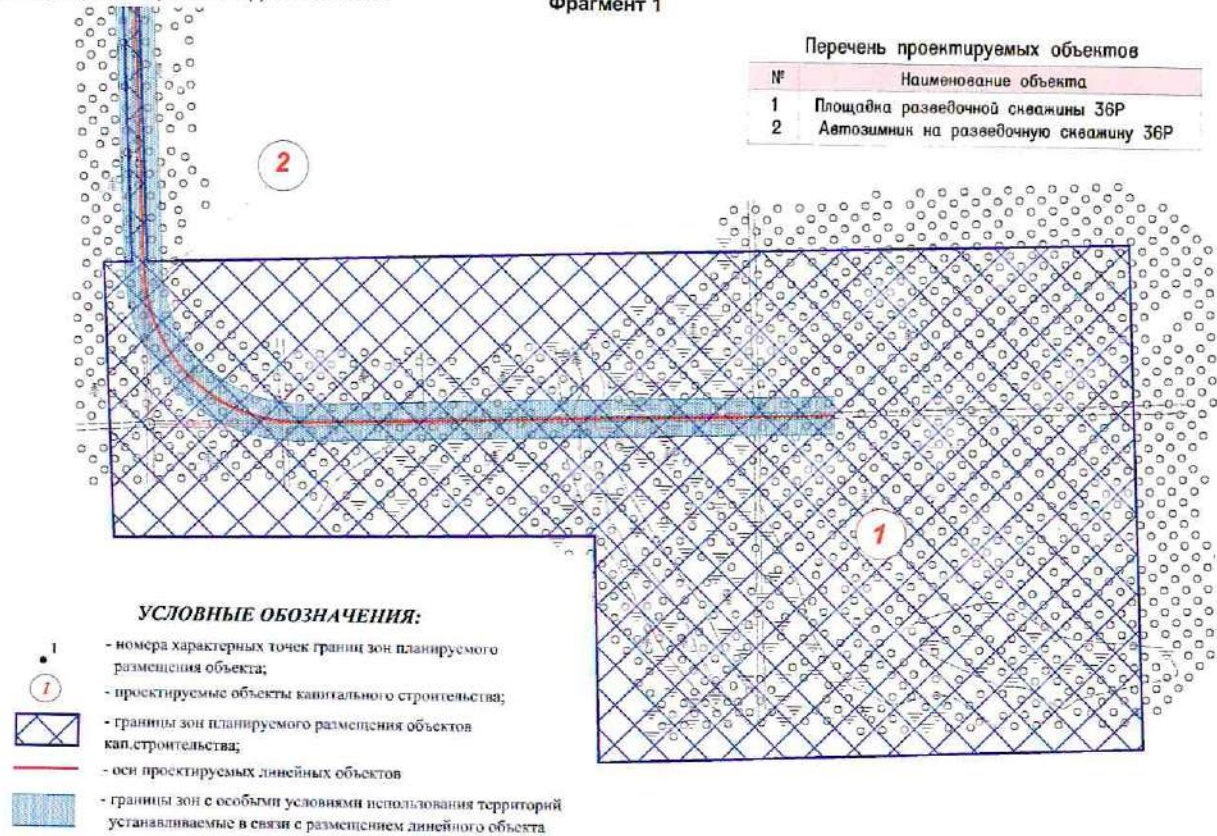 Фрагмент 1
Перечень проектируемых объектов
№ Наименование объекта
1 Площадка разведочной скважины 36Р
2 Автозимник на разведочную скважину 36Р
2
1
УСЛОВНЫЕ ОБОЗНАЧЕНИЯ:
1 - номера характерных точек границ зон планируемого
размещения объекта;
1 - проектируемые объекты капитального строительства;
- границы зон планируемого размещения объектов
кап.строительства;
- оси проектируемых линейных объектов
- границы зон с особыми условиями использования территорий
устанавливаемые в связи с размещением линейного объекта